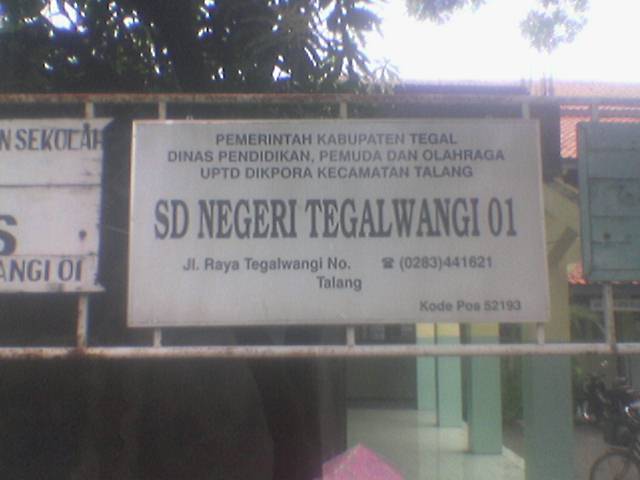 PEMERINTAH KABUPATEN TEGAL
DINAS PENDIDIKAN, PEMUDA DAN OLAHRAGA
UPTD DIKPORA KECAMATAN TALANG
SD NEGERI TEGALWANGI 01
Jl. Raya Tegalwangi No. ☎ (0283)441621
Talang
Kode Pos 52193
N SEKOLAH
S
WANGI 01